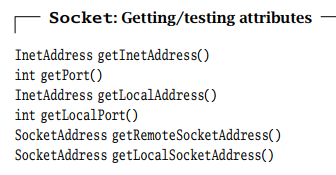 Socket: Getting/testing attributes
InetAddress getInetAddress()
int getPort()
InetAddress getLocalAddress()
int getLocalPort()
SocketAddress getRemoteSocketAddress()
SocketAddress getLocalSocketAddress()